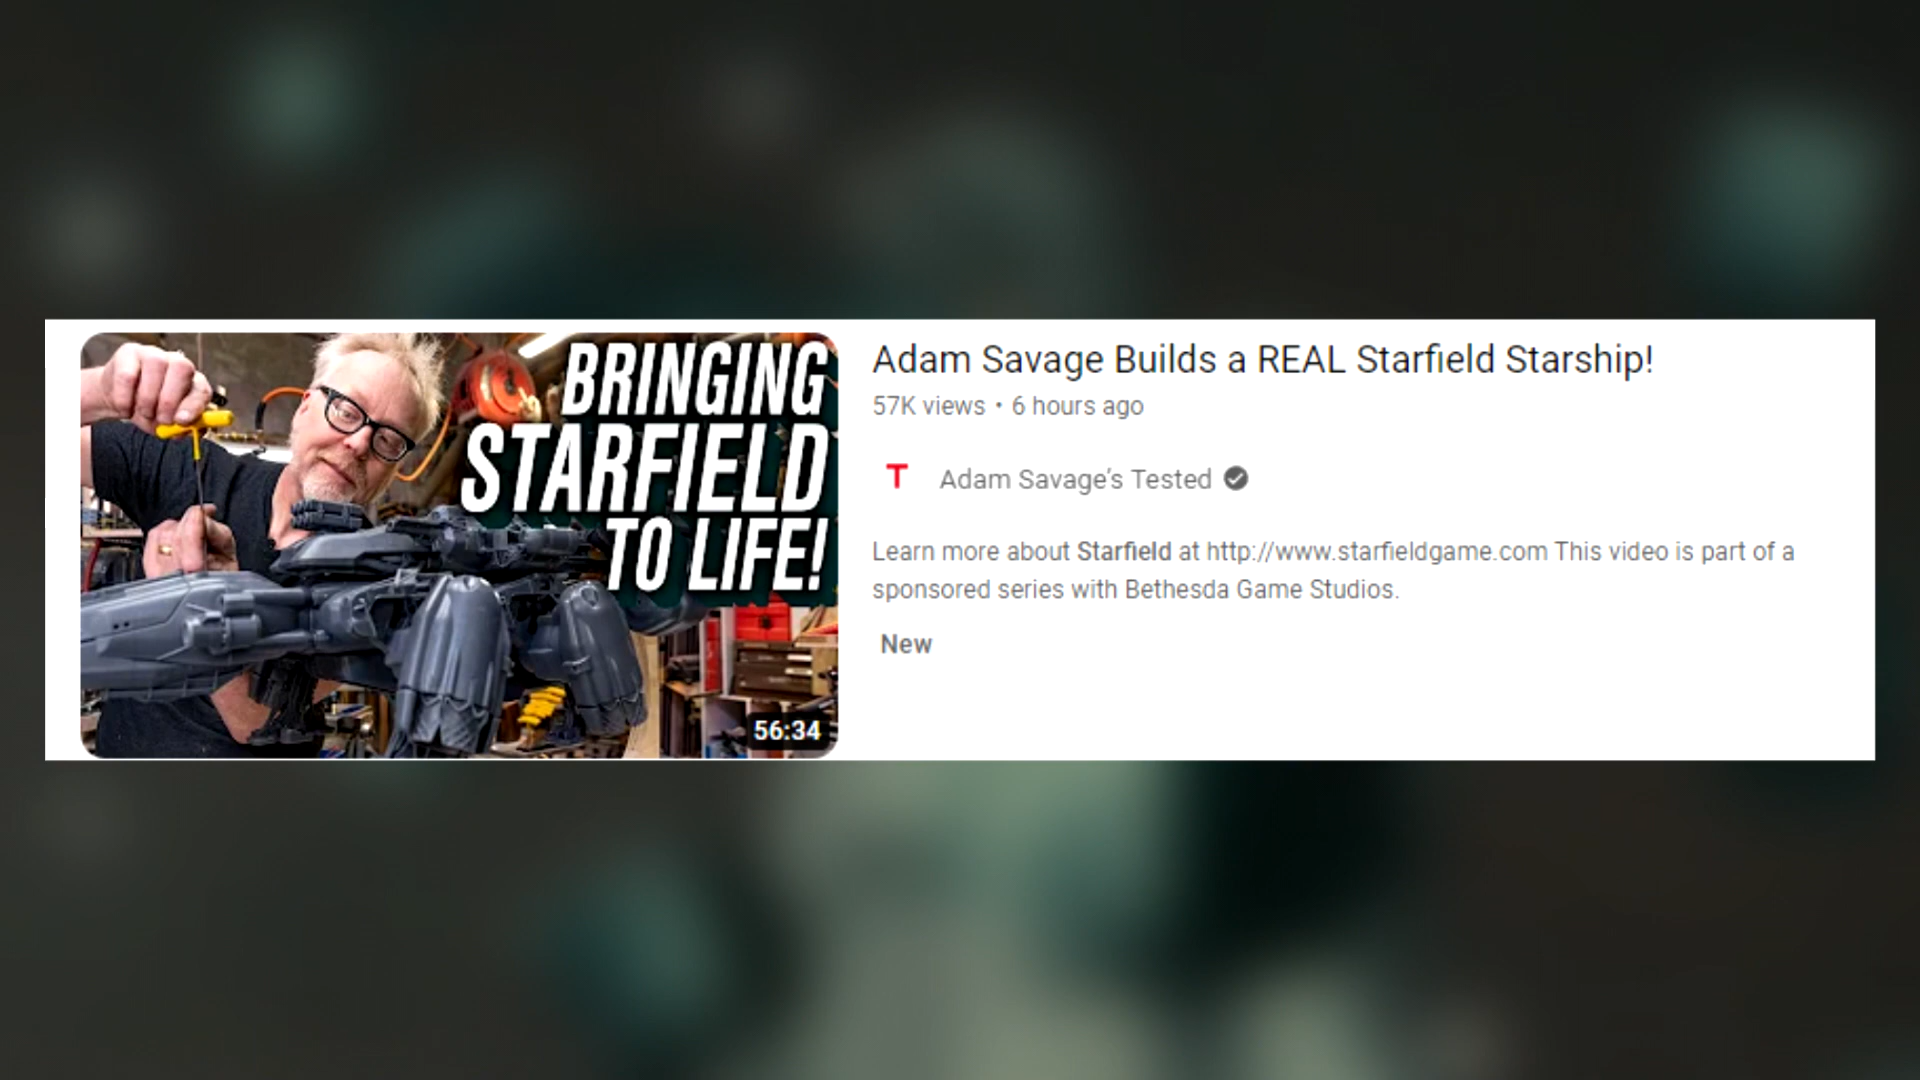 BRINGING
STARFIELD
TO LIFE!
56:34
Adam Savage Builds a REAL Starfield Starship!
57K views • 6 hours ago
T
Adam Savage's Tested
Learn more about Starfield at http://www.starfieldgame.com This video is part of a
sponsored series with Bethesda Game Studios.
New